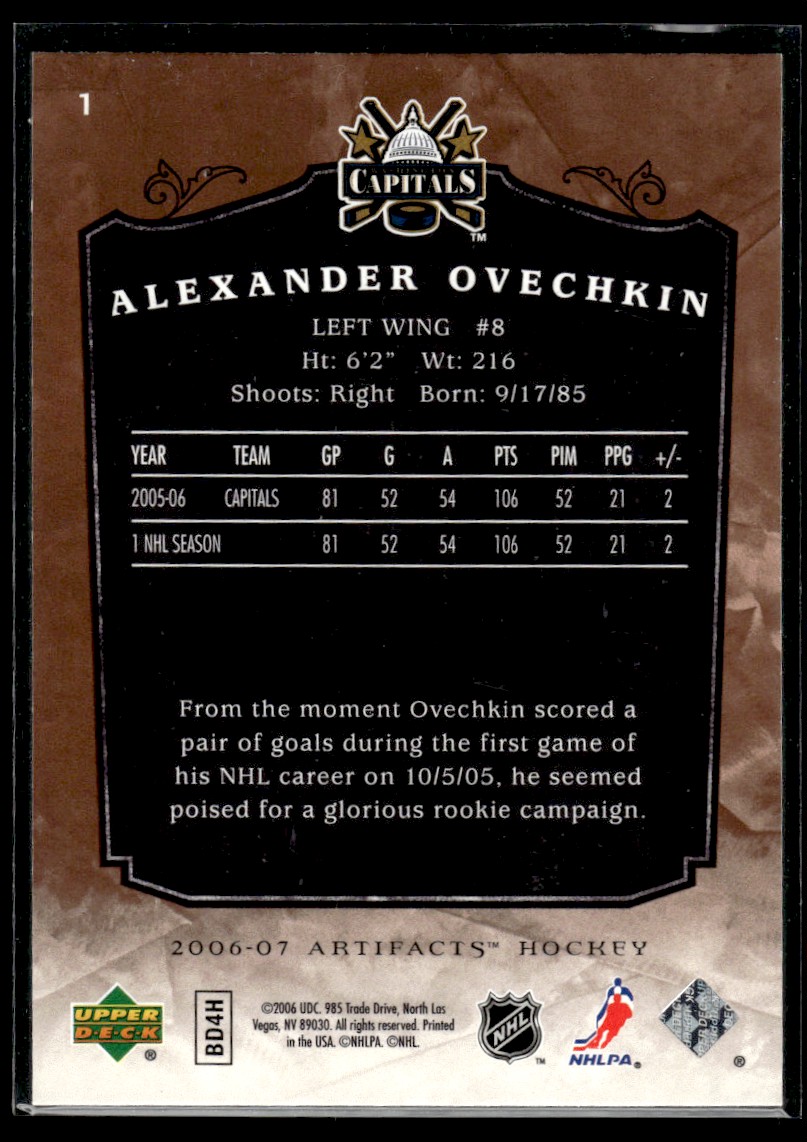 1
WASHINGTON
CAPITALS
™
ALEXANDER OVECHKIN
LEFT WING #8
Ht: 6'2" Wt: 216
Shoots: Right Born: 9/17/85
YEAR TEAM GP G A PTS PIM PPG +/-
2005-06 CAPITALS 81 52 54 106 52 21 2
1 NHL SEASON 81 52 54 106 52 21 2
From the moment Ovechkin scored a
pair of goals during the first game of
his NHL career on 10/5/05, he seemed
poised for a glorious rookie campaign.
2006-07 ARTIFACTS™ HOCKEY
UPPER
D·E·C·K
®
BD4H
©2006 UDC. 985 Trade Drive, North Las
Vegas, NV 89030. All rights reserved. Printed
in the USA. ©NHLPA. ©NHL.
NHL
™
NHLPA®
®